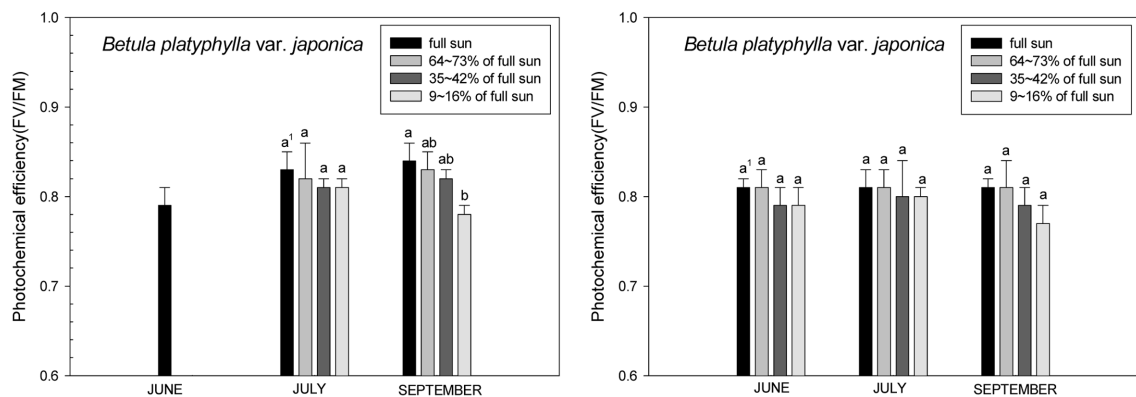 Betula platyphylla var. japonica
full sun
64~73% of full sun
35~42% of full sun
9~16% of full sun
Photochemical efficiency(FV/FM)
1.0
0.9
0.8
0.7
0.6
a¹ a a a
a ab ab b
JUNE JULY SEPTEMBER
Betula platyphylla var. japonica
full sun
64~73% of full sun
35~42% of full sun
9~16% of full sun
Photochemical efficiency(FV/FM)
1.0
0.9
0.8
0.7
0.6
a¹ a a a
a a a a
a a a a
JUNE JULY SEPTEMBER